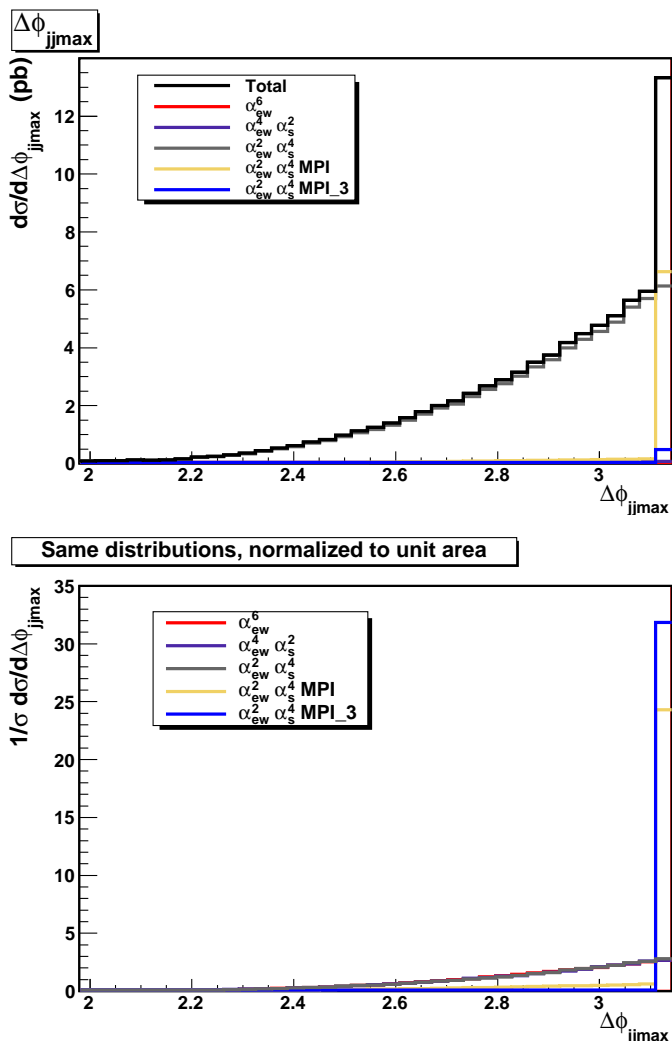 Δϕjjmax
dσ/dΔϕjjmax (pb)
Total
α⁶ew
α⁴ew α²s
α²ew α⁴s
α²ew α⁴s MPI
α²ew α⁴s MPI_3
12
10
8
6
4
2
0
2 2.2 2.4 2.6 2.8 3
Δϕjjmax
Same distributions, normalized to unit area
1/σ dσ/dΔϕjjmax
α⁶ew
α⁴ew α²s
α²ew α⁴s
α²ew α⁴s MPI
α²ew α⁴s MPI_3
35
30
25
20
15
10
5
0
2 2.2 2.4 2.6 2.8 3
Δϕjjmax